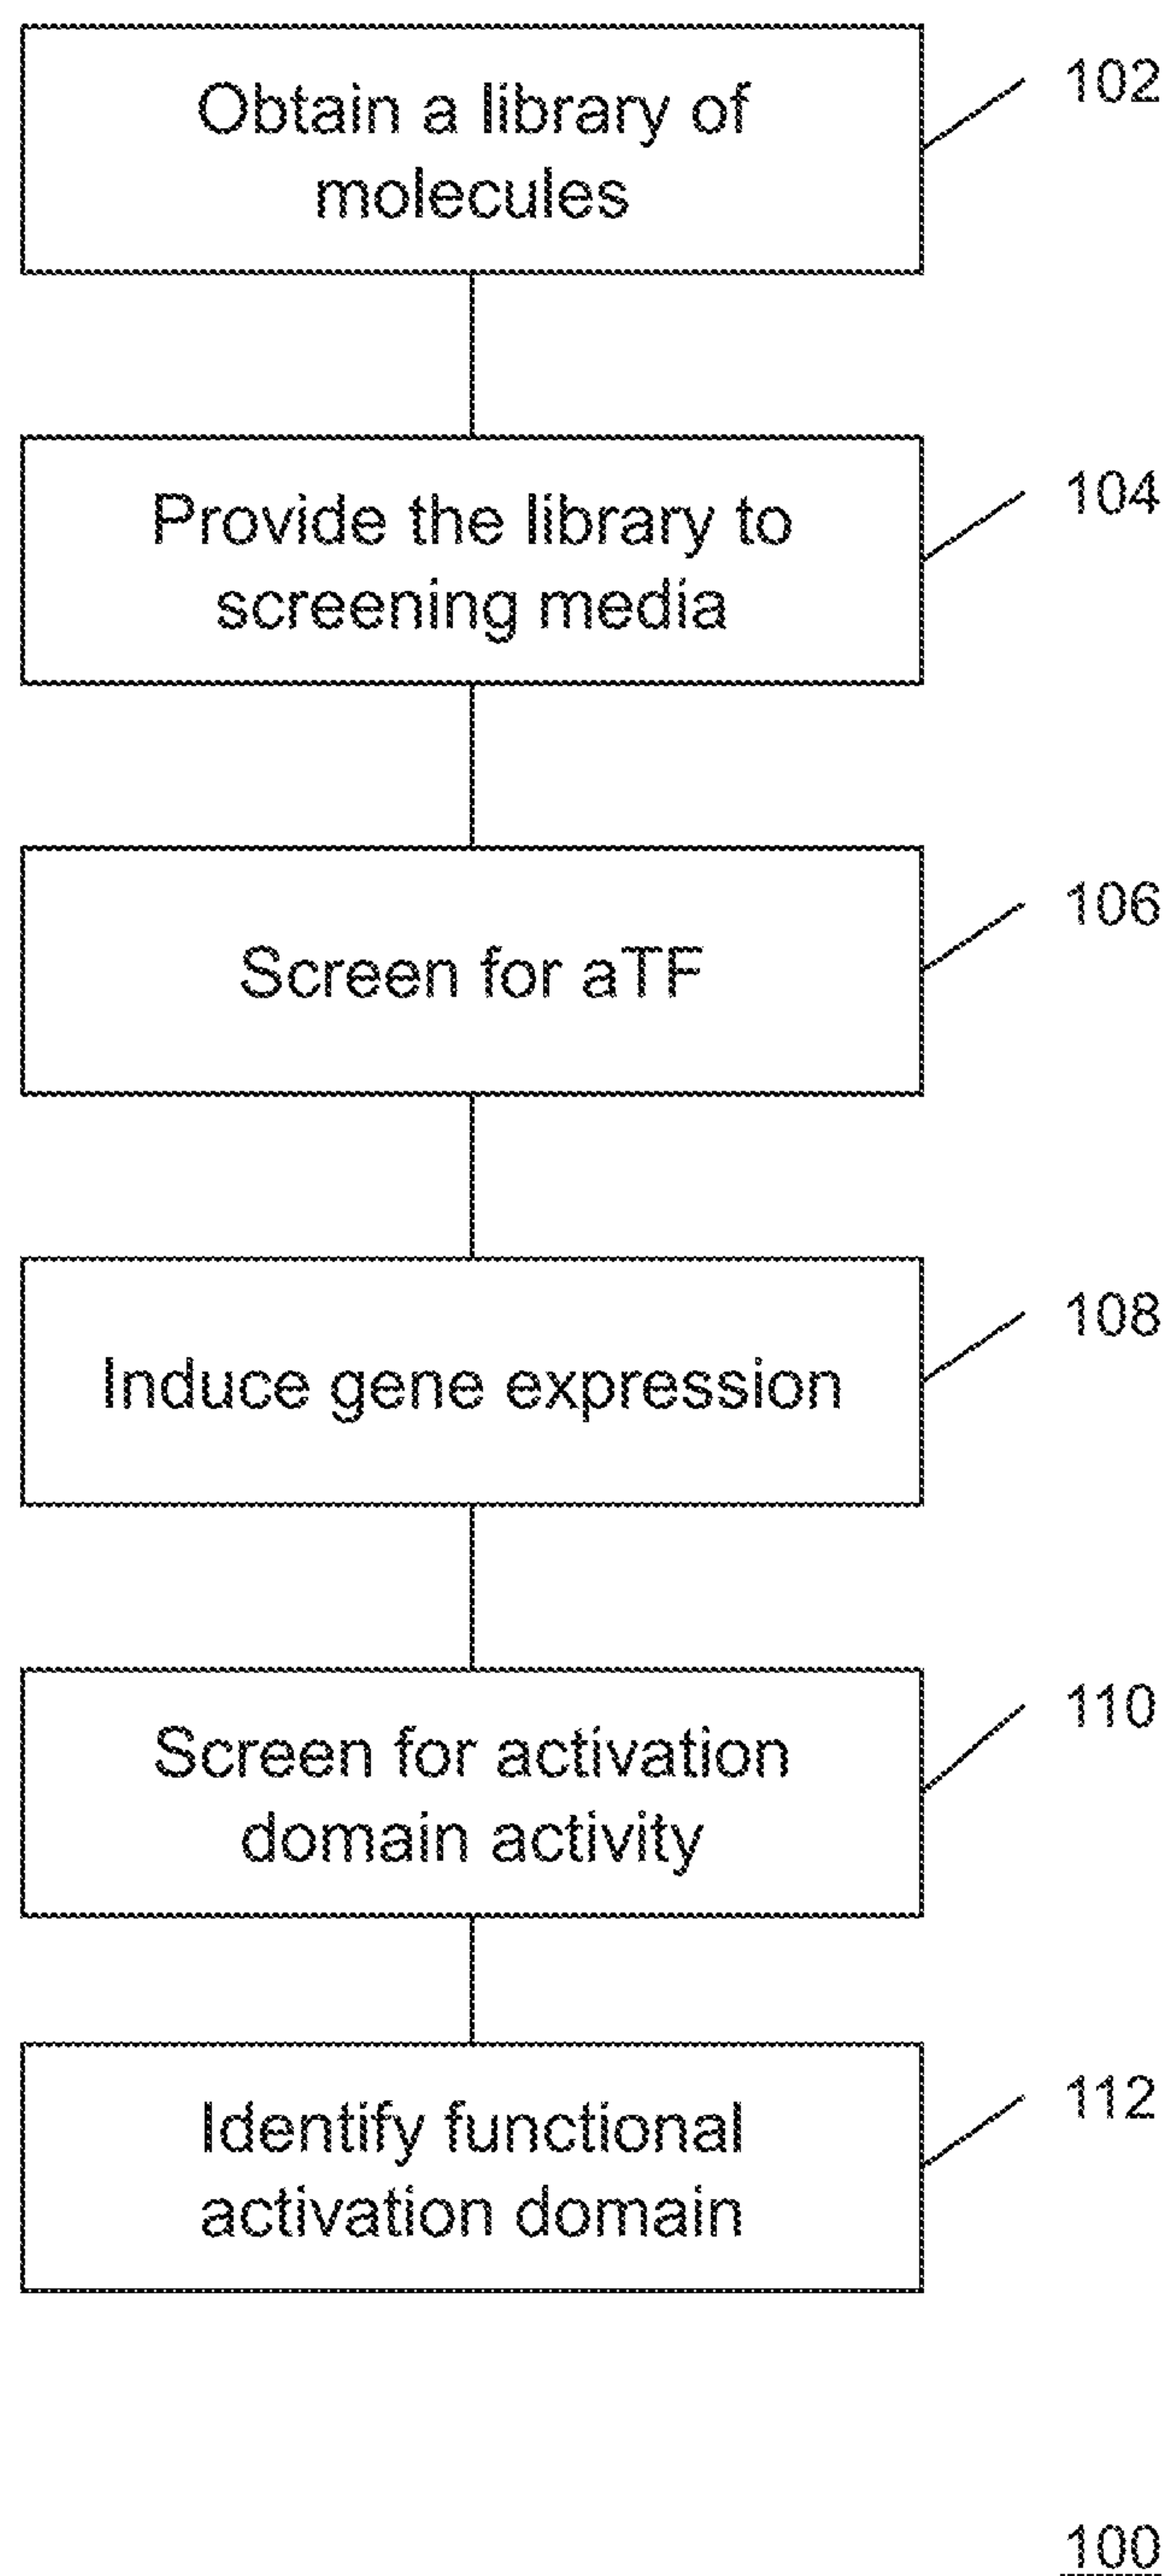 Obtain a library of
molecules
102
Provide the library to
screening media
104
Screen for aTF
106
Induce gene expression
108
Screen for activation
domain activity
110
Identify functional
activation domain
112
100